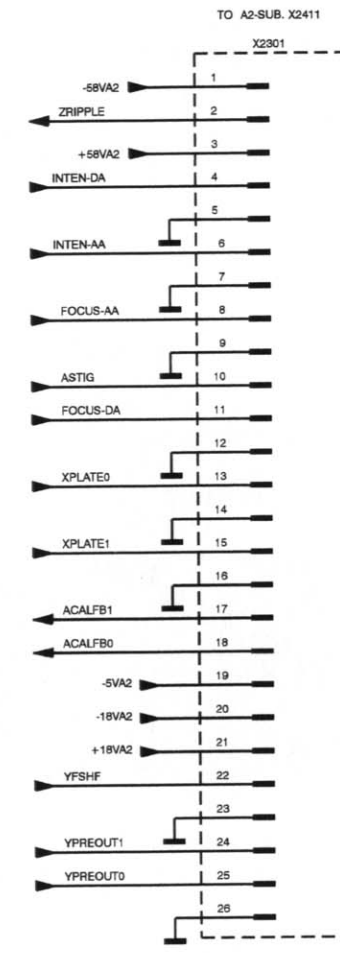 TO A2-SUB. X2411
X2301
-58VA2 1
ZRIPPLE 2
+58VA2 3
INTEN-DA 4
5
INTEN-AA 6
7
FOCUS-AA 8
9
ASTIG 10
FOCUS-DA 11
12
XPLATE0 13
14
XPLATE1 15
16
ACALFB1 17
ACALFB0 18
-5VA2 19
-18VA2 20
+18VA2 21
YFSHF 22
23
YPREOUT1 24
YPREOUT0 25
26